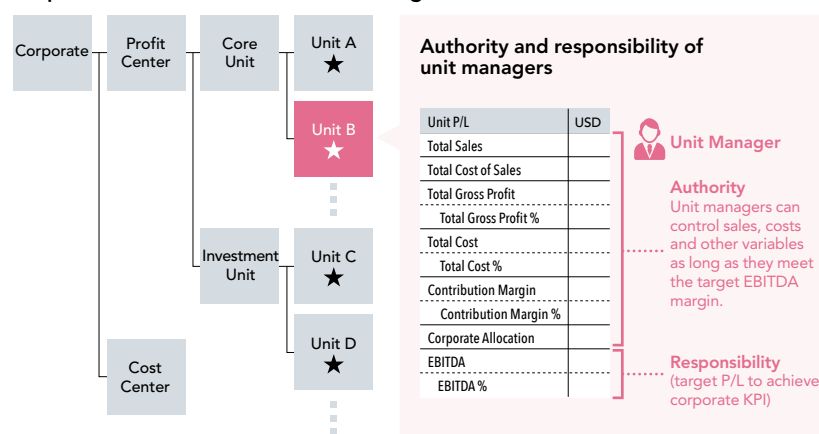 Corporate
Profit
Center
Core
Unit
Unit A
Unit B
Investment
Unit
Unit C
Unit D
Cost
Center
Authority and responsibility of
unit managers
Unit P/L USD
Total Sales
Total Cost of Sales
Total Gross Profit
Total Gross Profit %
Total Cost
Total Cost %
Contribution Margin
Contribution Margin %
Corporate Allocation
EBITDA
EBITDA %
Unit Manager
Authority
Unit managers can
control sales, costs
and other variables
as long as they meet
the target EBITDA
margin.
Responsibility
(target P/L to achieve
corporate KPI)